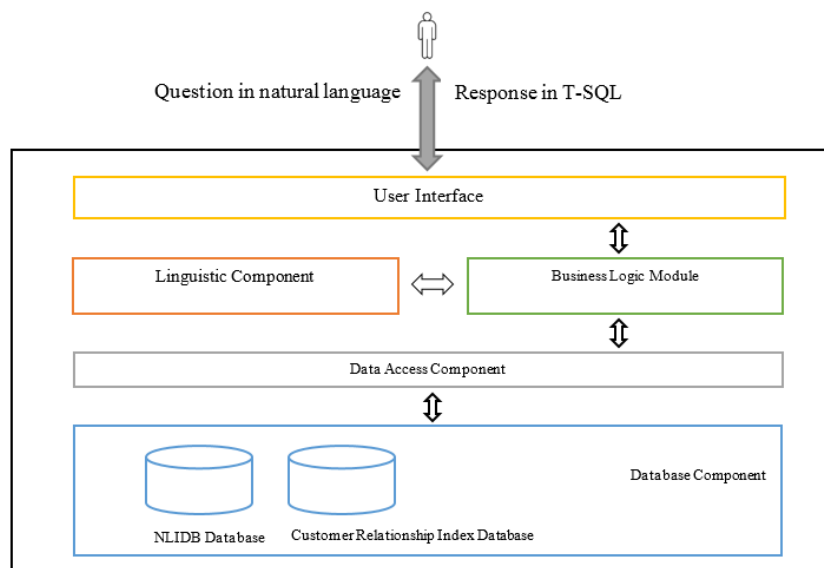 Question in natural language
Response in T-SQL
User Interface
Linguistic Component
Business Logic Module
Data Access Component
Database Component
NLIDB Database
Customer Relationship Index Database